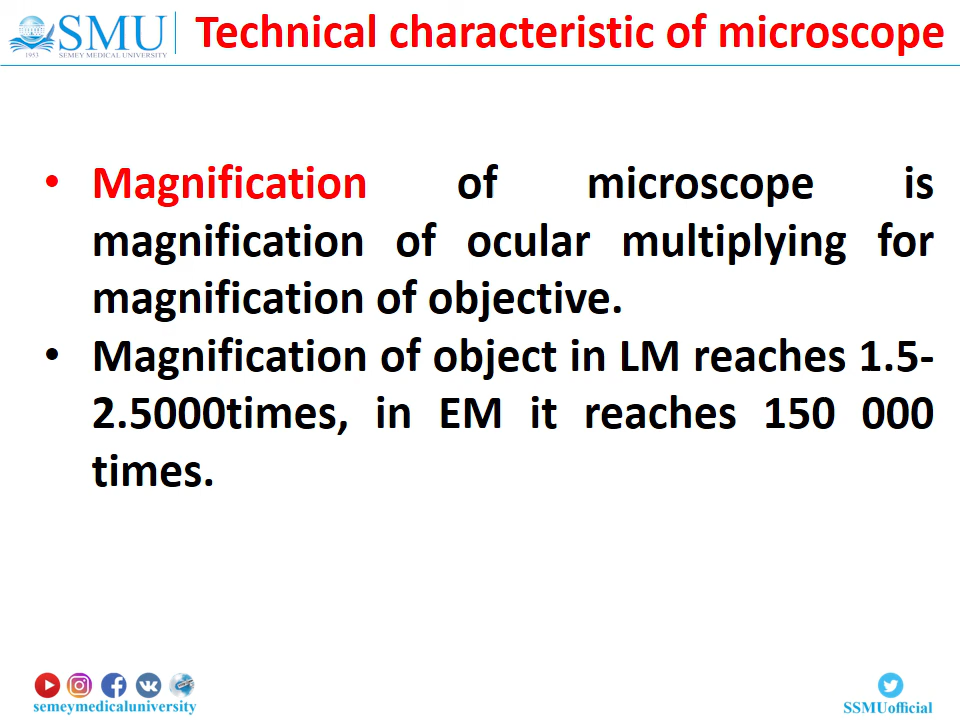 SMU
1953 SEMEY MEDICAL UNIVERSITY
Technical characteristic of microscope
• Magnification of microscope is
magnification of ocular multiplying for
magnification of objective.
• Magnification of object in LM reaches 1.5-
2.5000times, in EM it reaches 150 000
times.
semeymedicaluniversity
SSMUofficial